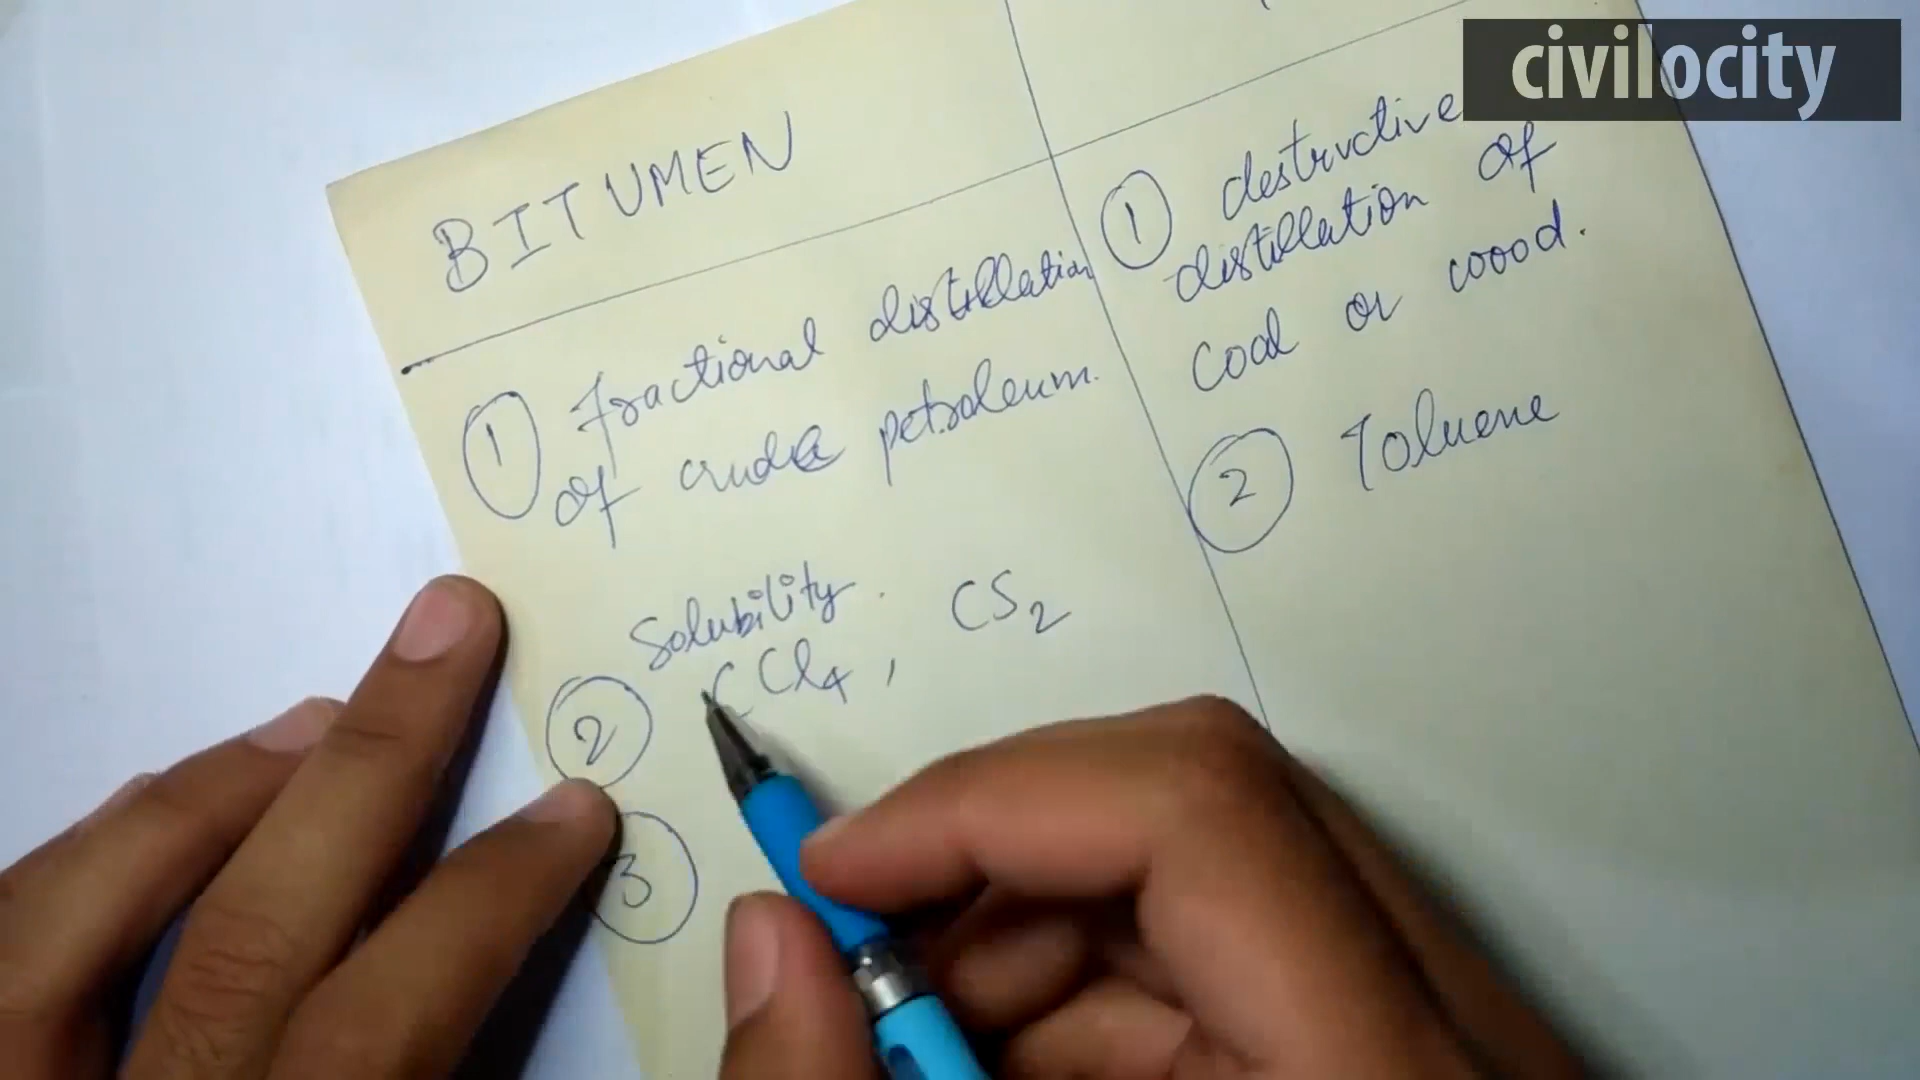 civilocity
BITUMEN
① fractional distillation
of crude petroleum.
Solubility.
② CCl₄, CS₂
③
① destructive
distillation of
Coal or wood.
② Toluene